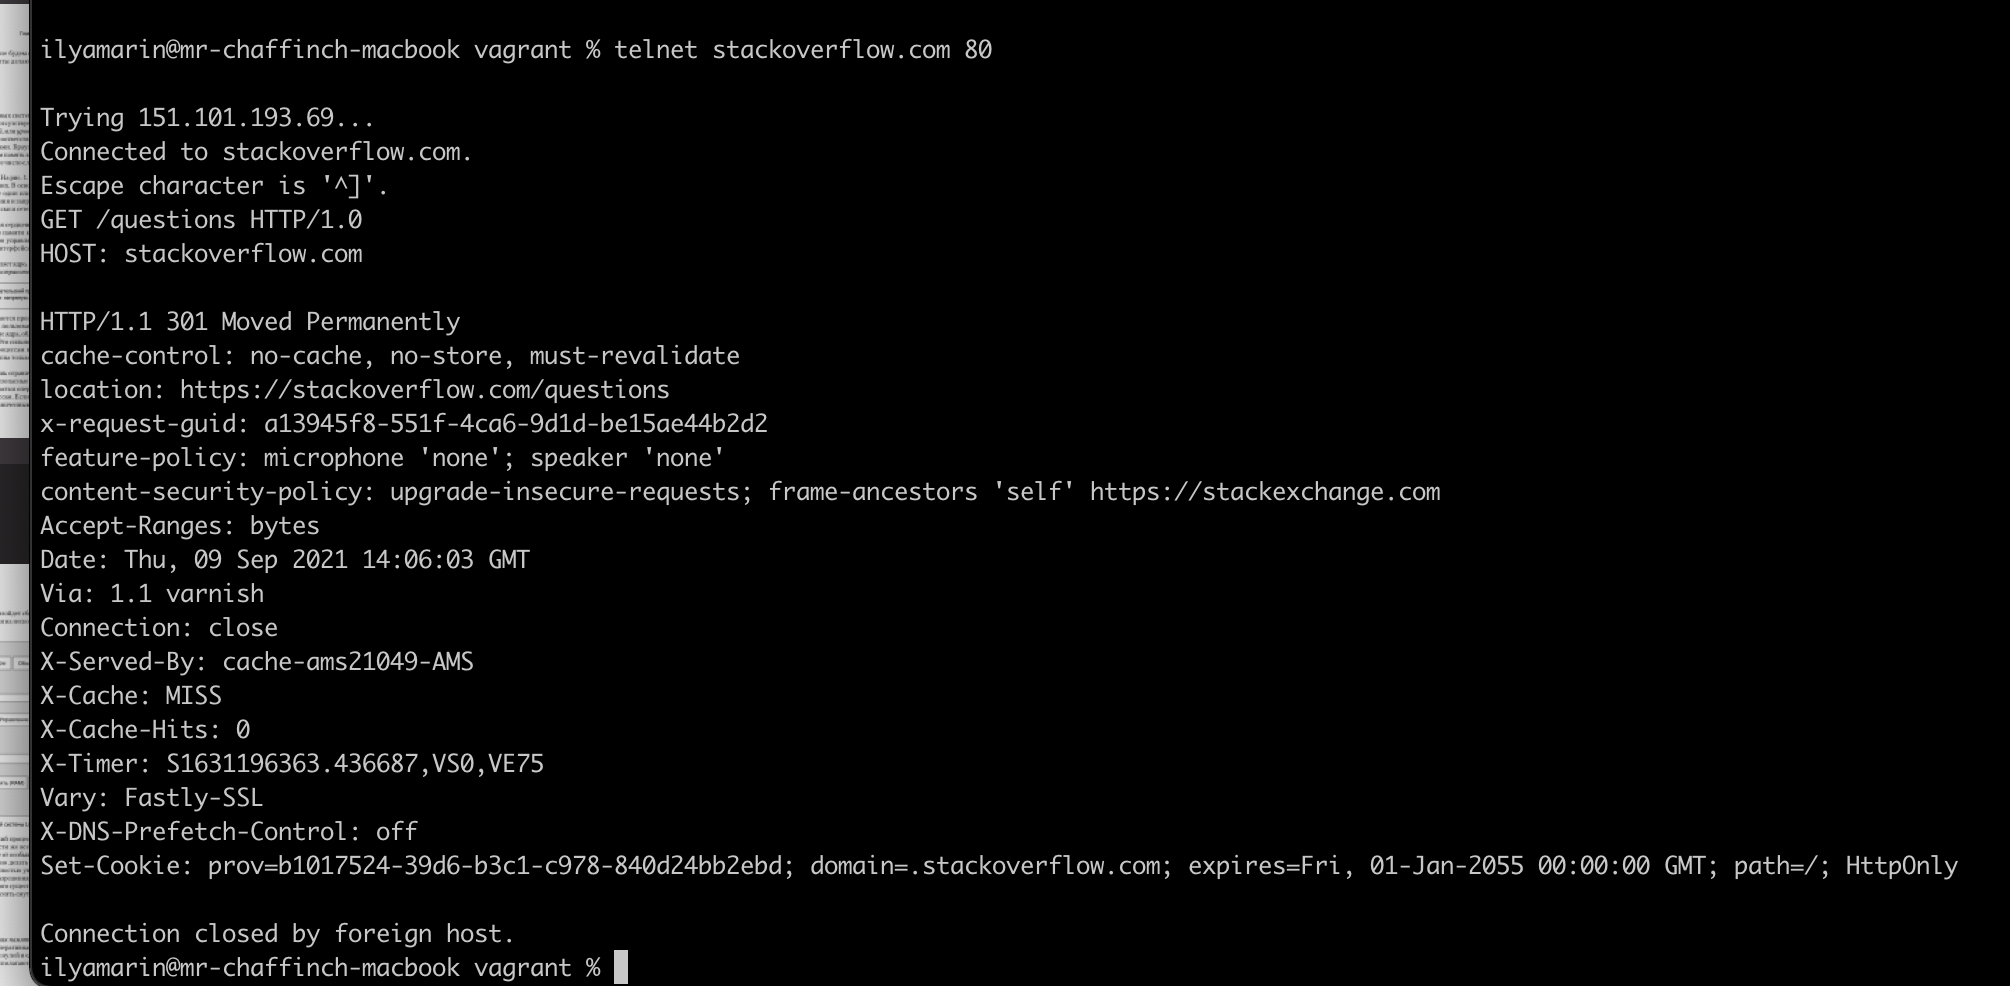 ilyamarin@mr-chaffinch-macbook vagrant % telnet stackoverflow.com 80
Trying 151.101.193.69...
Connected to stackoverflow.com.
Escape character is '^]'.
GET /questions HTTP/1.0
HOST: stackoverflow.com
HTTP/1.1 301 Moved Permanently
cache-control: no-cache, no-store, must-revalidate
location: https://stackoverflow.com/questions
x-request-guid: a13945f8-551f-4ca6-9d1d-be15ae44b2d2
feature-policy: microphone 'none'; speaker 'none'
content-security-policy: upgrade-insecure-requests; frame-ancestors 'self' https://stackexchange.com
Accept-Ranges: bytes
Date: Thu, 09 Sep 2021 14:06:03 GMT
Via: 1.1 varnish
Connection: close
X-Served-By: cache-ams21049-AMS
X-Cache: MISS
X-Cache-Hits: 0
X-Timer: S1631196363.436687,VS0,VE75
Vary: Fastly-SSL
X-DNS-Prefetch-Control: off
Set-Cookie: prov=b1017524-39d6-b3c1-c978-840d24bb2ebd; domain=.stackoverflow.com; expires=Fri, 01-Jan-2055 00:00:00 GMT; path=/; HttpOnly
Connection closed by foreign host.
ilyamarin@mr-chaffinch-macbook vagrant %